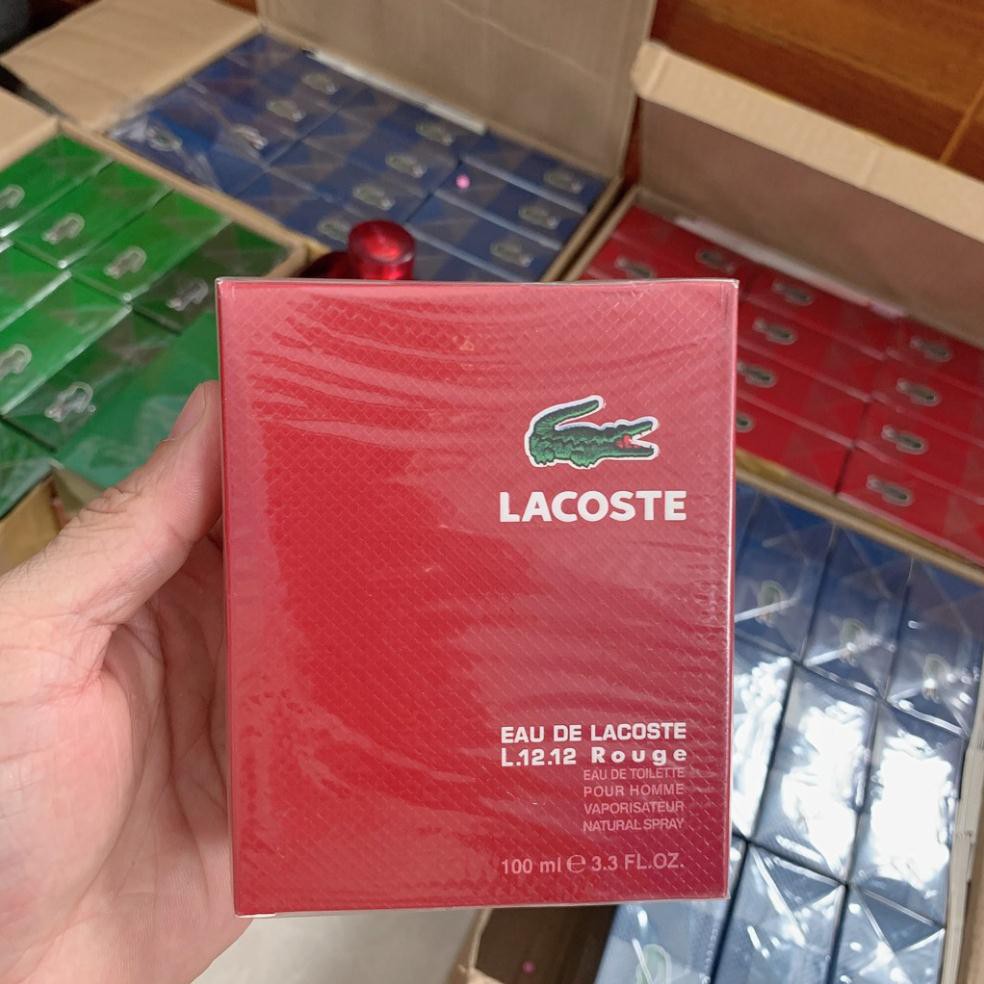 LACOSTE
EAU DE LACOSTE
L.12.12 Rouge
EAU DE TOILETTE
POUR HOMME
VAPORISATEUR
NATURAL SPRAY
100 ml ℮ 3.3 FL.OZ.